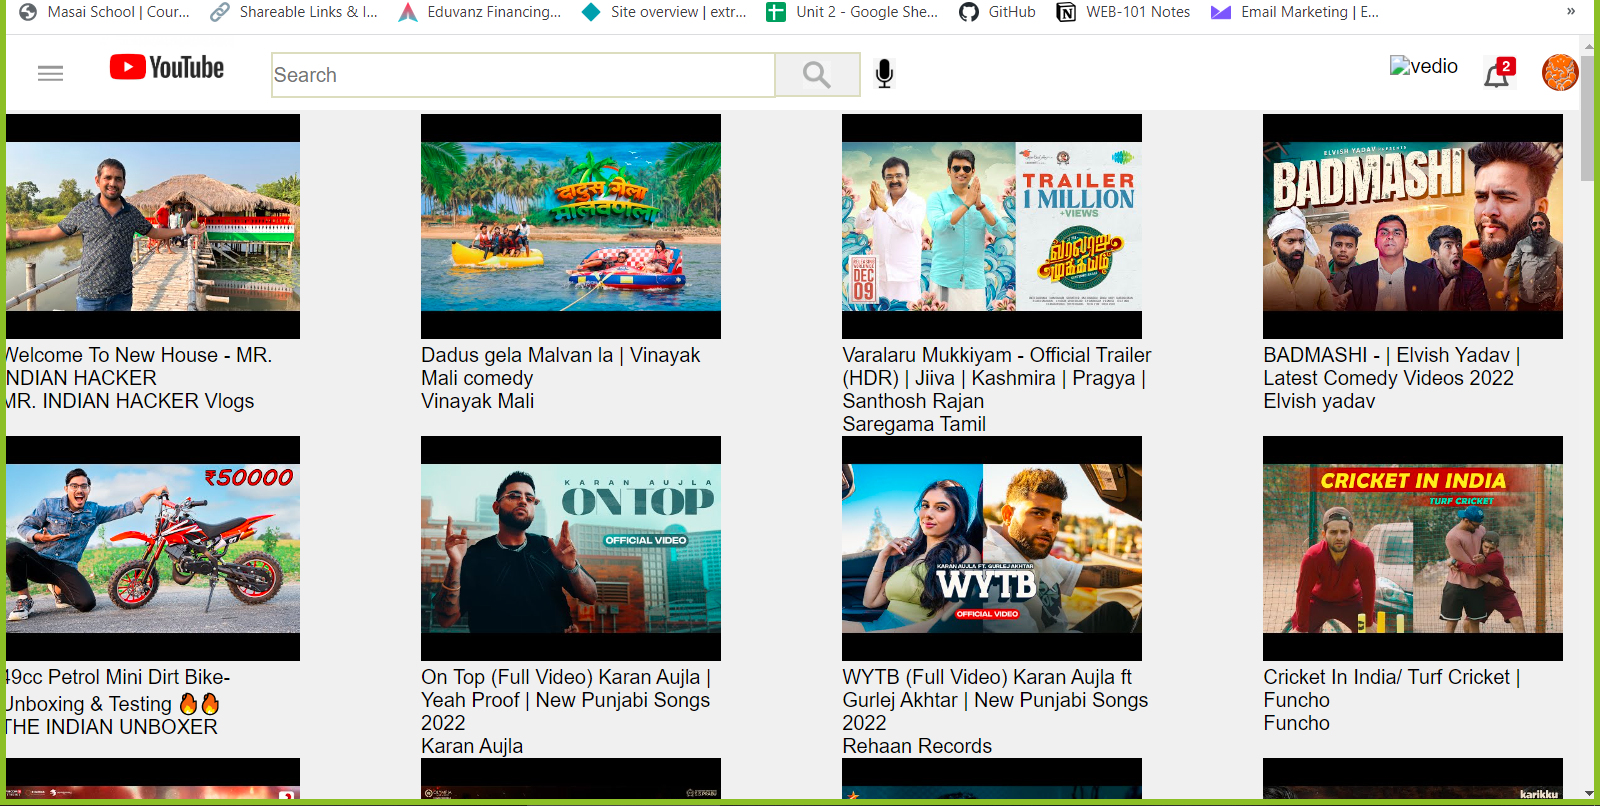 Masai School | Cour...
Shareable Links & I...
Eduvanz Financing...
Site overview | extr...
Unit 2 - Google She...
GitHub
WEB-101 Notes
Email Marketing | E...
»
YouTube
Search
vedio
2
दादुस गेला
मालवणला
TRAILER
1 MILLION
+VIEWS
வரலாறு
முக்கியம்
DEC
09
ELVISH YADAV PRESENTS
BADMASHI
Welcome To New House - MR.
INDIAN HACKER
MR. INDIAN HACKER Vlogs
Dadus gela Malvan la | Vinayak
Mali comedy
Vinayak Mali
Varalaru Mukkiyam - Official Trailer
(HDR) | Jiiva | Kashmira | Pragya |
Santhosh Rajan
Saregama Tamil
BADMASHI - | Elvish Yadav |
Latest Comedy Videos 2022
Elvish yadav
₹50000
KARAN AUJLA
ON TOP
OFFICIAL VIDEO
KARAN AUJLA FT. GURLEJ AKHTAR
WYTB
OFFICIAL VIDEO
CRICKET IN INDIA
TURF CRICKET
49cc Petrol Mini Dirt Bike-
Unboxing & Testing 🔥🔥
THE INDIAN UNBOXER
On Top (Full Video) Karan Aujla |
Yeah Proof | New Punjabi Songs
2022
Karan Aujla
WYTB (Full Video) Karan Aujla ft
Gurlej Akhtar | New Punjabi Songs
2022
Rehaan Records
Cricket In India/ Turf Cricket |
Funcho
Funcho
karikku